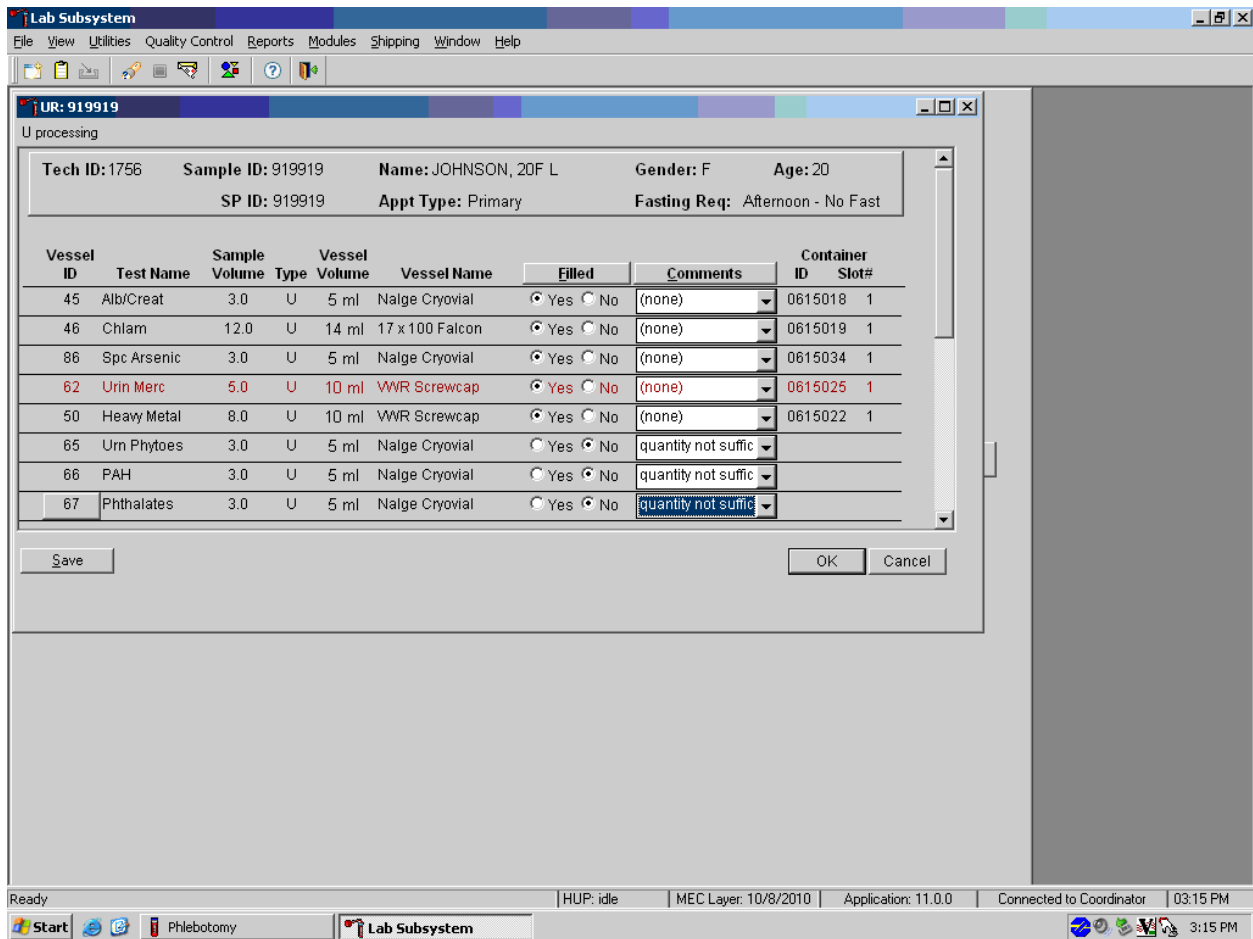 Lab Subsystem
File View Utilities Quality Control Reports Modules Shipping Window Help
UR: 919919
U processing
Tech ID: 1756 Sample ID: 919919 Name: JOHNSON, 20F L Gender: F Age: 20
SP ID: 919919 Appt Type: Primary Fasting Req: Afternoon - No Fast
Vessel Sample Vessel Container
ID Test Name Volume Type Volume Vessel Name Filled Comments ID Slot#
45 Alb/Creat 3.0 U 5 ml Nalge Cryovial Yes No (none) 0615018 1
46 Chlam 12.0 U 14 ml 17 x 100 Falcon Yes No (none) 0615019 1
86 Spc Arsenic 3.0 U 5 ml Nalge Cryovial Yes No (none) 0615034 1
62 Urin Merc 5.0 U 10 ml VWR Screwcap Yes No (none) 0615025 1
50 Heavy Metal 8.0 U 10 ml VWR Screwcap Yes No (none) 0615022 1
65 Urn Phytoes 3.0 U 5 ml Nalge Cryovial Yes No quantity not suffic
66 PAH 3.0 U 5 ml Nalge Cryovial Yes No quantity not suffic
67 Phthalates 3.0 U 5 ml Nalge Cryovial Yes No quantity not suffic
Save OK Cancel
Ready HUP: idle MEC Layer: 10/8/2010 Application: 11.0.0 Connected to Coordinator 03:15 PM
Start Phlebotomy Lab Subsystem 3:15 PM